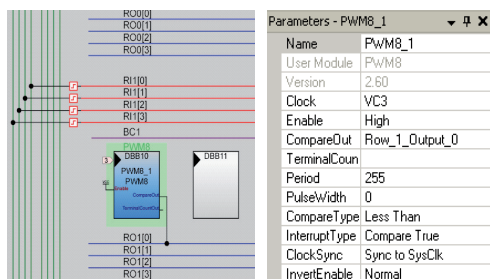 RO0[0]
RO0[1]
RO0[2]
RO0[3]
RI1[0]
RI1[1]
RI1[2]
RI1[3]
BC1
PWM8
DBB10
PWM8_1
PWM8
Enable
CompareOut
TerminalCountOut
DBB11
3
RO1[0]
RO1[1]
RO1[2]
RO1[3]
Parameters - PWM8_1
Name PWM8_1
User Module PWM8
Version 2.60
Clock VC3
Enable High
CompareOut Row_1_Output_0
TerminalCoun
Period 255
PulseWidth 0
CompareType Less Than
InterruptType Compare True
ClockSync Sync to SysClk
InvertEnable Normal